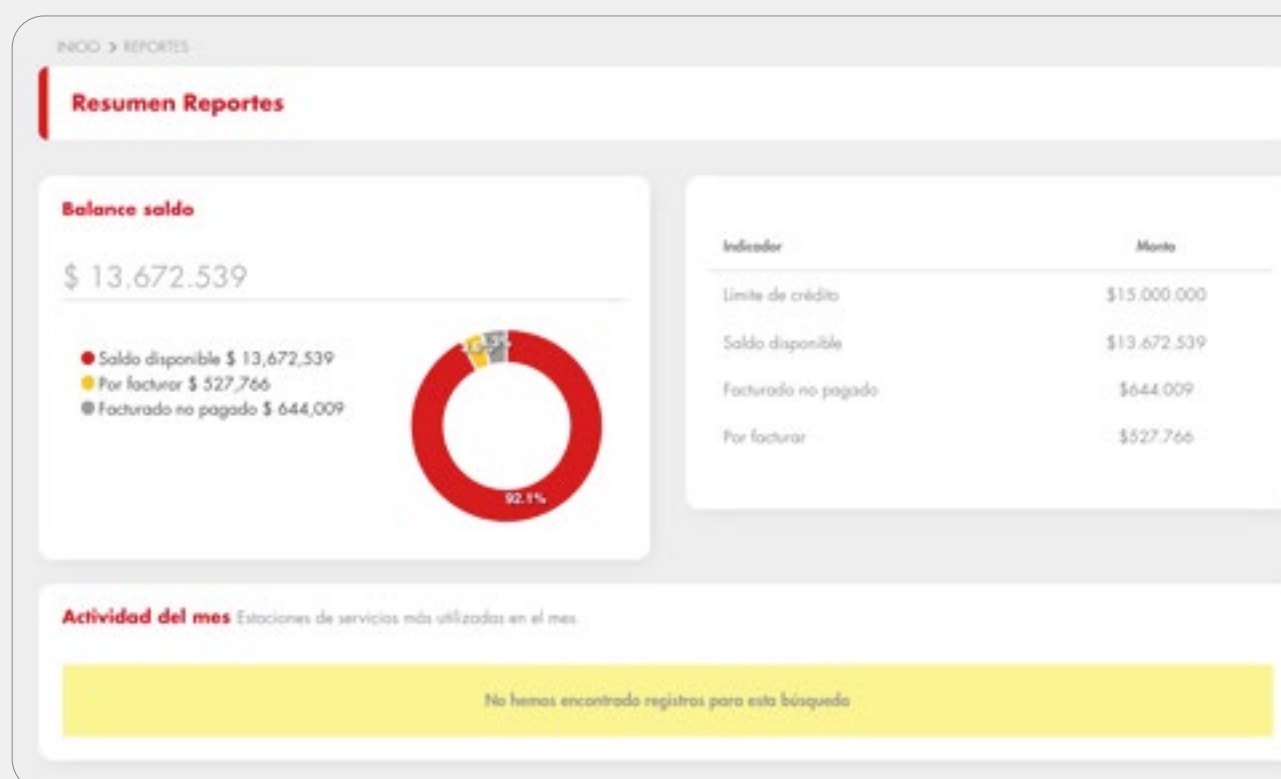 INICIO > REPORTES
Resumen Reportes
Balance saldo
$ 13.672.539
Saldo disponible $ 13,672,539
Por facturar $ 527,766
Facturado no pagado $ 644,009
92.1%
Indicador Monto
Limite de crédito $15.000.000
Saldo disponible $13.672.539
Facturado no pagado $644.009
Por facturar $527.766
Actividad del mes Estaciones de servicios más utilizadas en el mes
No hemos encontrado registros para esta búsqueda